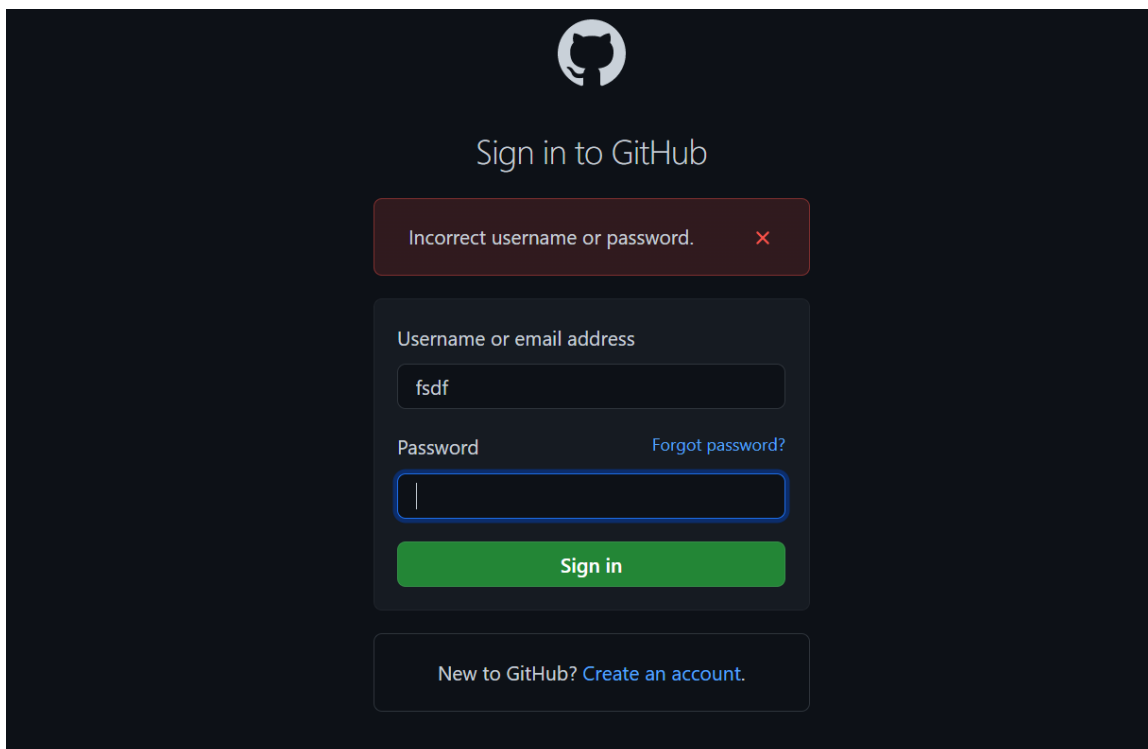 Sign in to GitHub
Incorrect username or password.
Username or email address
fsdf
Password Forgot password?
Sign in
New to GitHub? Create an account.